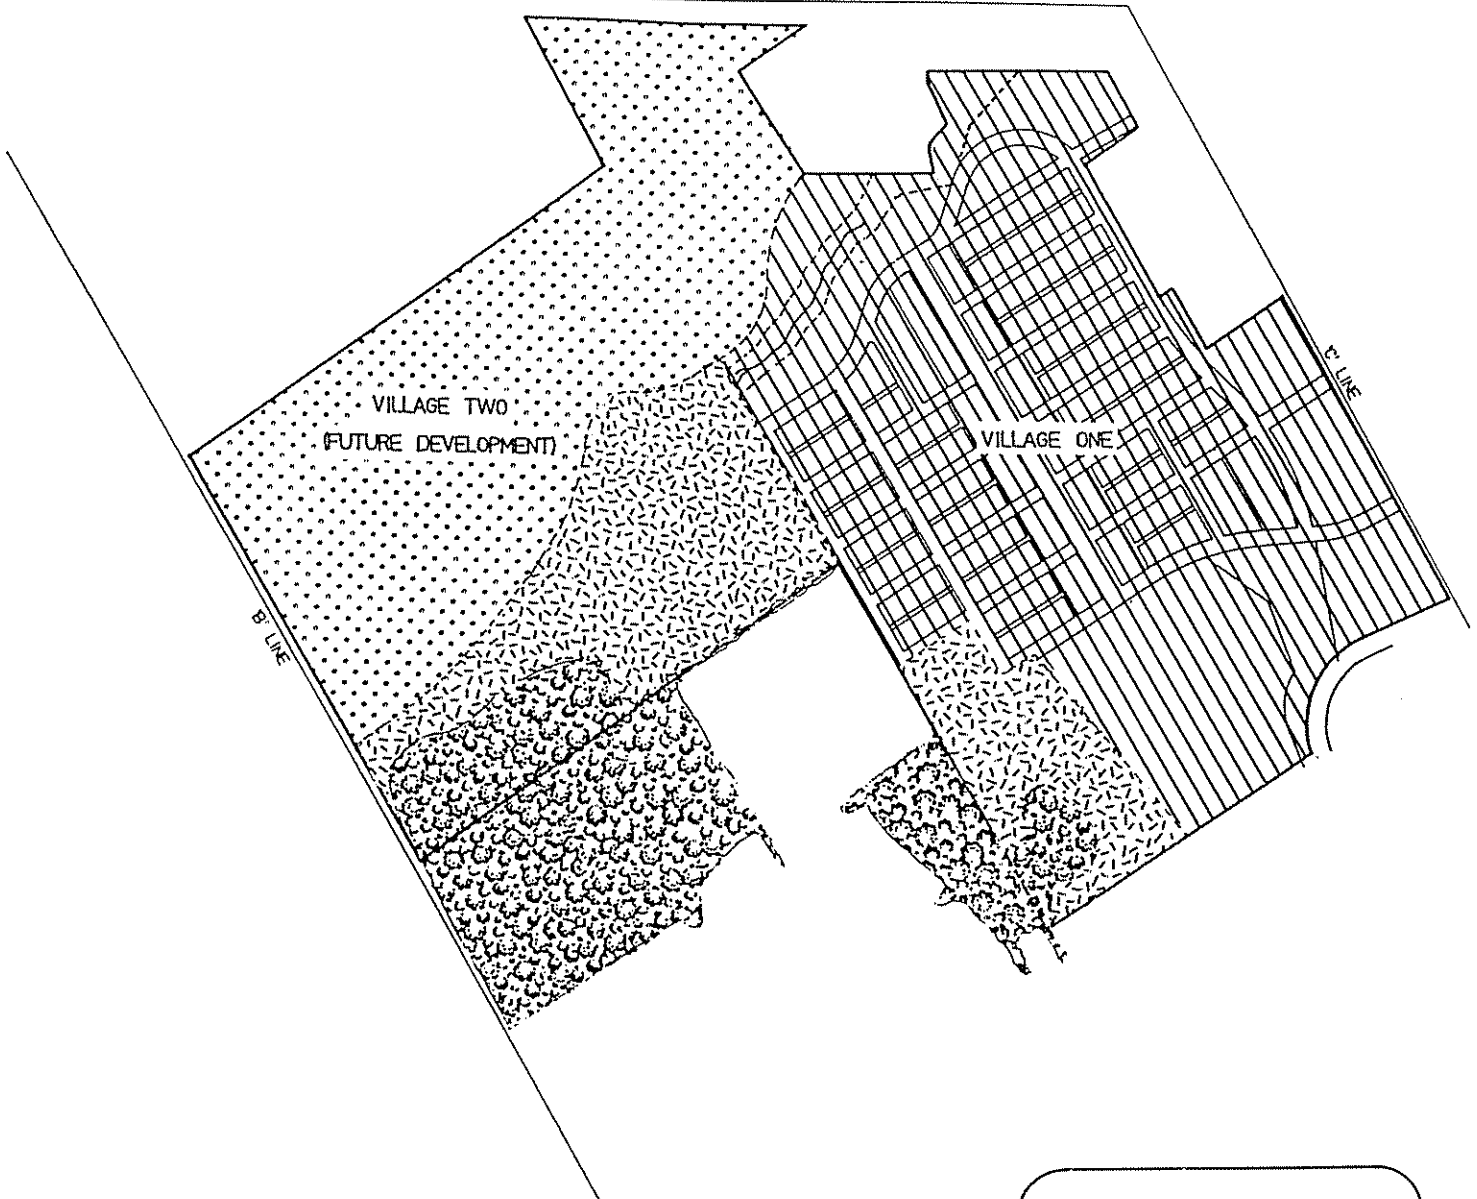 VILLAGE TWO
(FUTURE DEVELOPMENT)
VILLAGE ONE
'C' LINE
'B' LINE